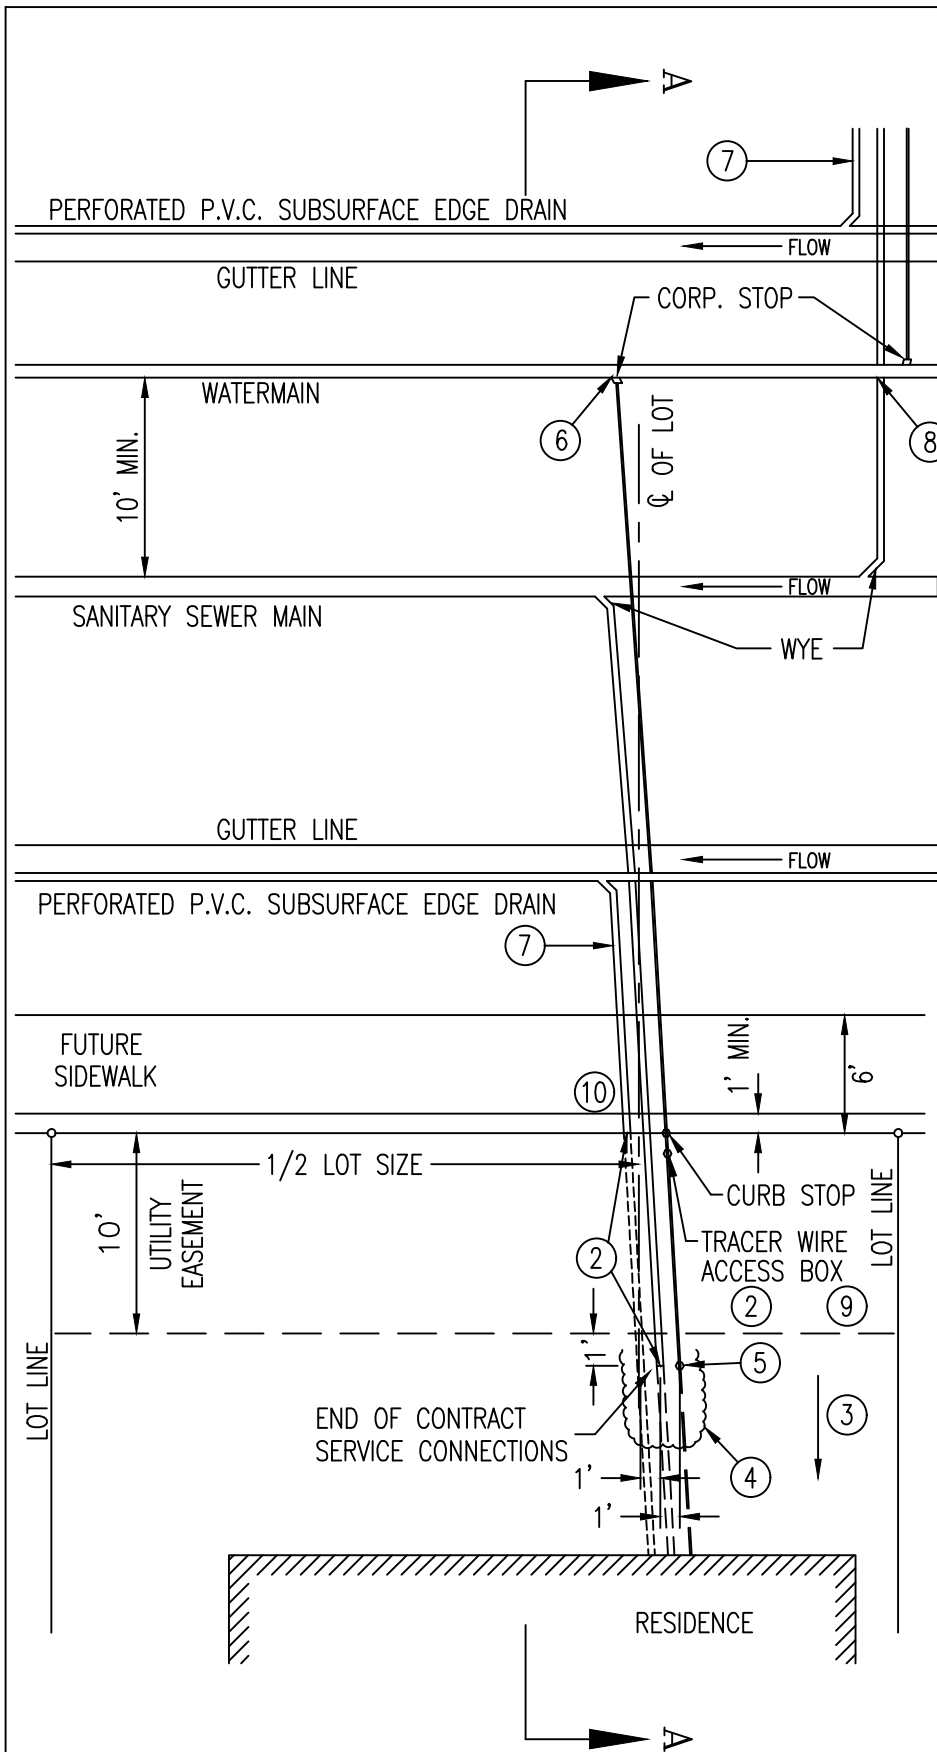 A
7
PERFORATED P.V.C. SUBSURFACE EDGE DRAIN
FLOW
GUTTER LINE
CORP. STOP
WATERMAIN
6
8
10' MIN.
℄ OF LOT
FLOW
SANITARY SEWER MAIN
WYE
GUTTER LINE
FLOW
PERFORATED P.V.C. SUBSURFACE EDGE DRAIN
7
FUTURE
SIDEWALK
1' MIN.
6'
10
1/2 LOT SIZE
CURB STOP
10'
UTILITY
EASEMENT
LOT LINE
TRACER WIRE
ACCESS BOX
2
2
9
1'
5
LOT LINE
END OF CONTRACT
SERVICE CONNECTIONS
3
4
1'
1'
RESIDENCE
A